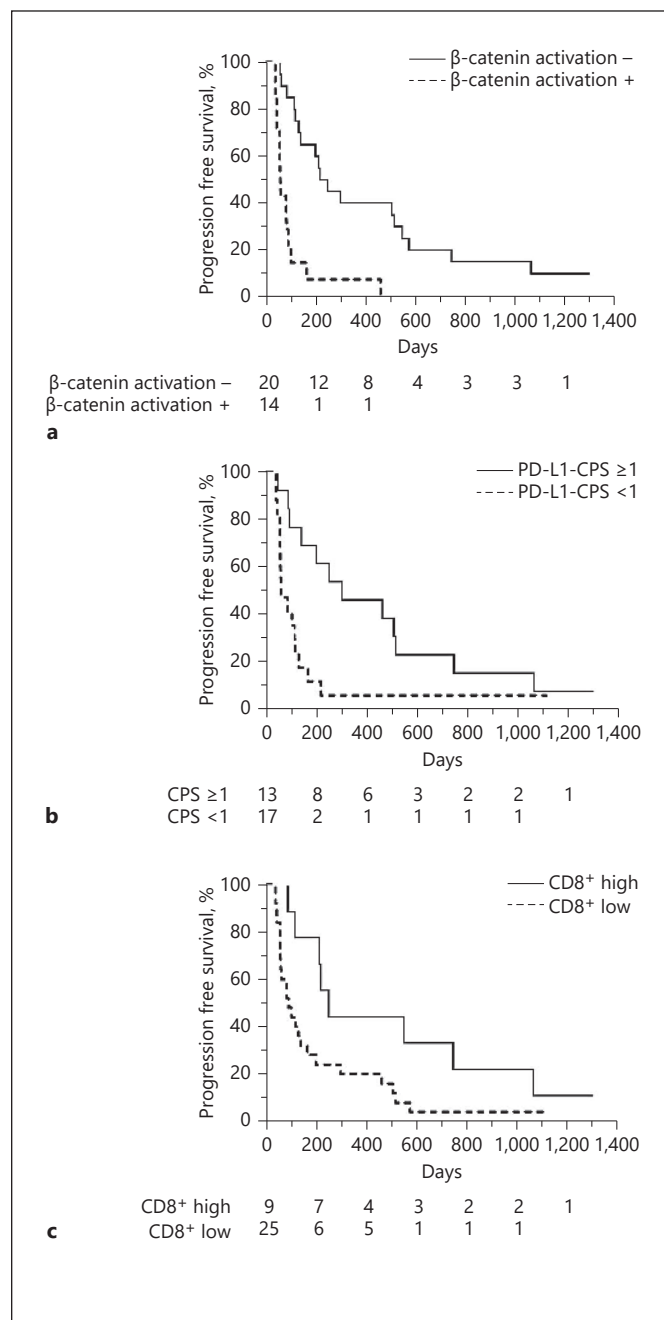 β-catenin activation –
β-catenin activation +
Progression free survival, %
100
80
60
40
20
0
0 200 400 600 800 1,000 1,200 1,400
Days
β-catenin activation – 20 12 8 4 3 3 1
β-catenin activation + 14 1 1
a
PD-L1-CPS ≥1
PD-L1-CPS <1
Progression free survival, %
100
80
60
40
20
0
0 200 400 600 800 1,000 1,200 1,400
Days
CPS ≥1 13 8 6 3 2 2 1
b
CPS <1 17 2 1 1 1 1
CD8⁺ high
CD8⁺ low
Progression free survival, %
100
80
60
40
20
0
0 200 400 600 800 1,000 1,200 1,400
Days
CD8⁺ high 9 7 4 3 2 2 1
c
CD8⁺ low 25 6 5 1 1 1